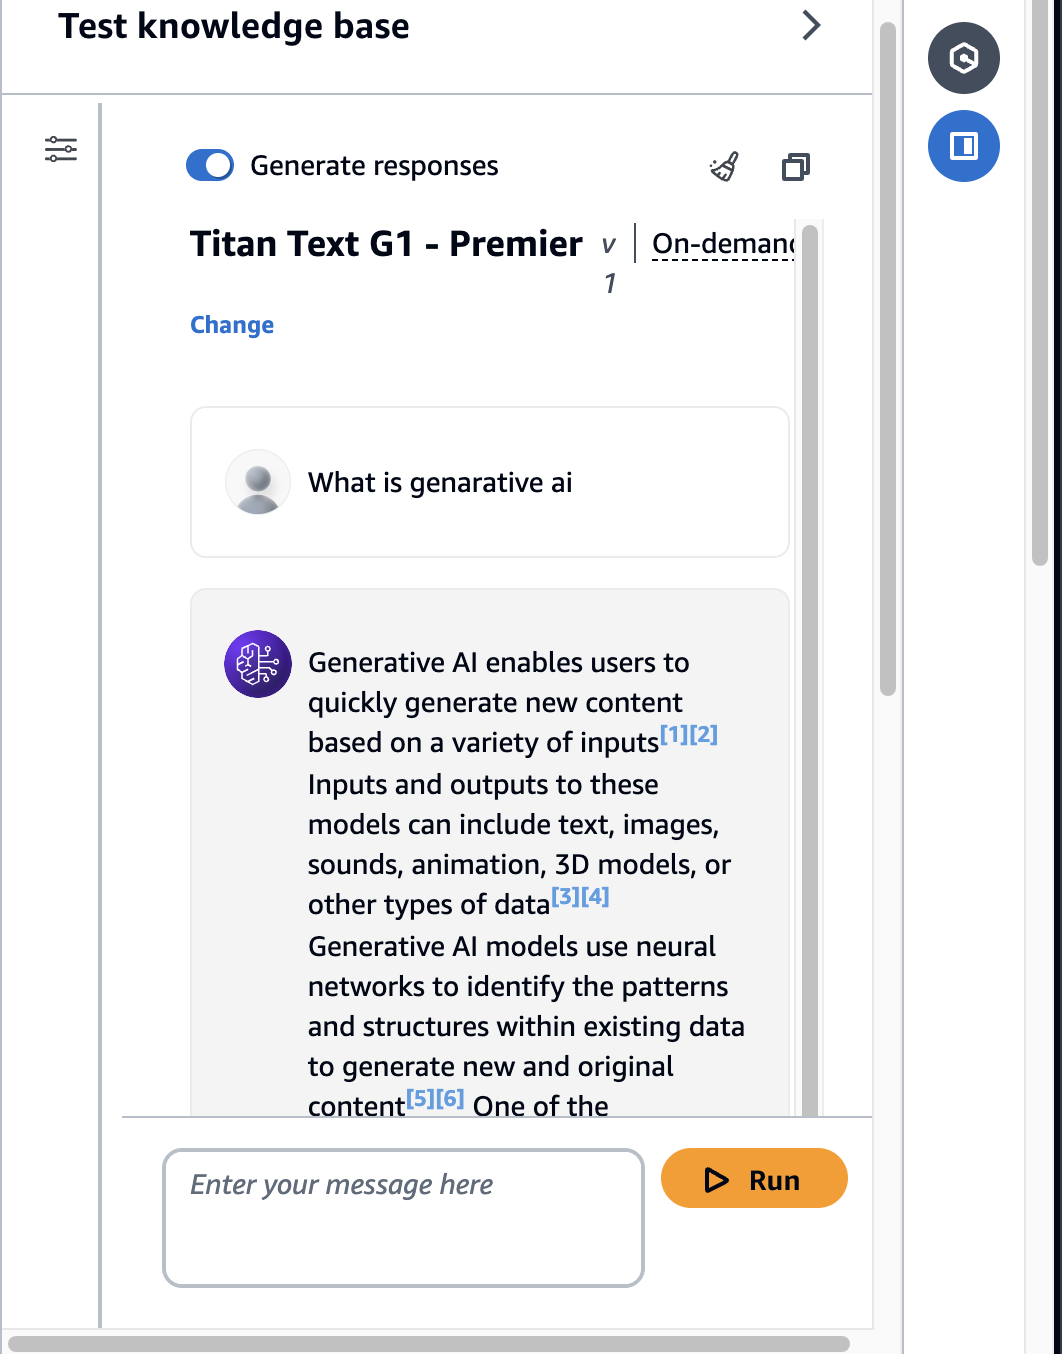 Test knowledge base
Generate responses
Titan Text G1 - Premier v 1 | On-demand
Change
What is genarative ai
Generative AI enables users to
quickly generate new content
based on a variety of inputs[1][2]
Inputs and outputs to these
models can include text, images,
sounds, animation, 3D models, or
other types of data[3][4]
Generative AI models use neural
networks to identify the patterns
and structures within existing data
to generate new and original
content[5][6] One of the
Enter your message here
Run